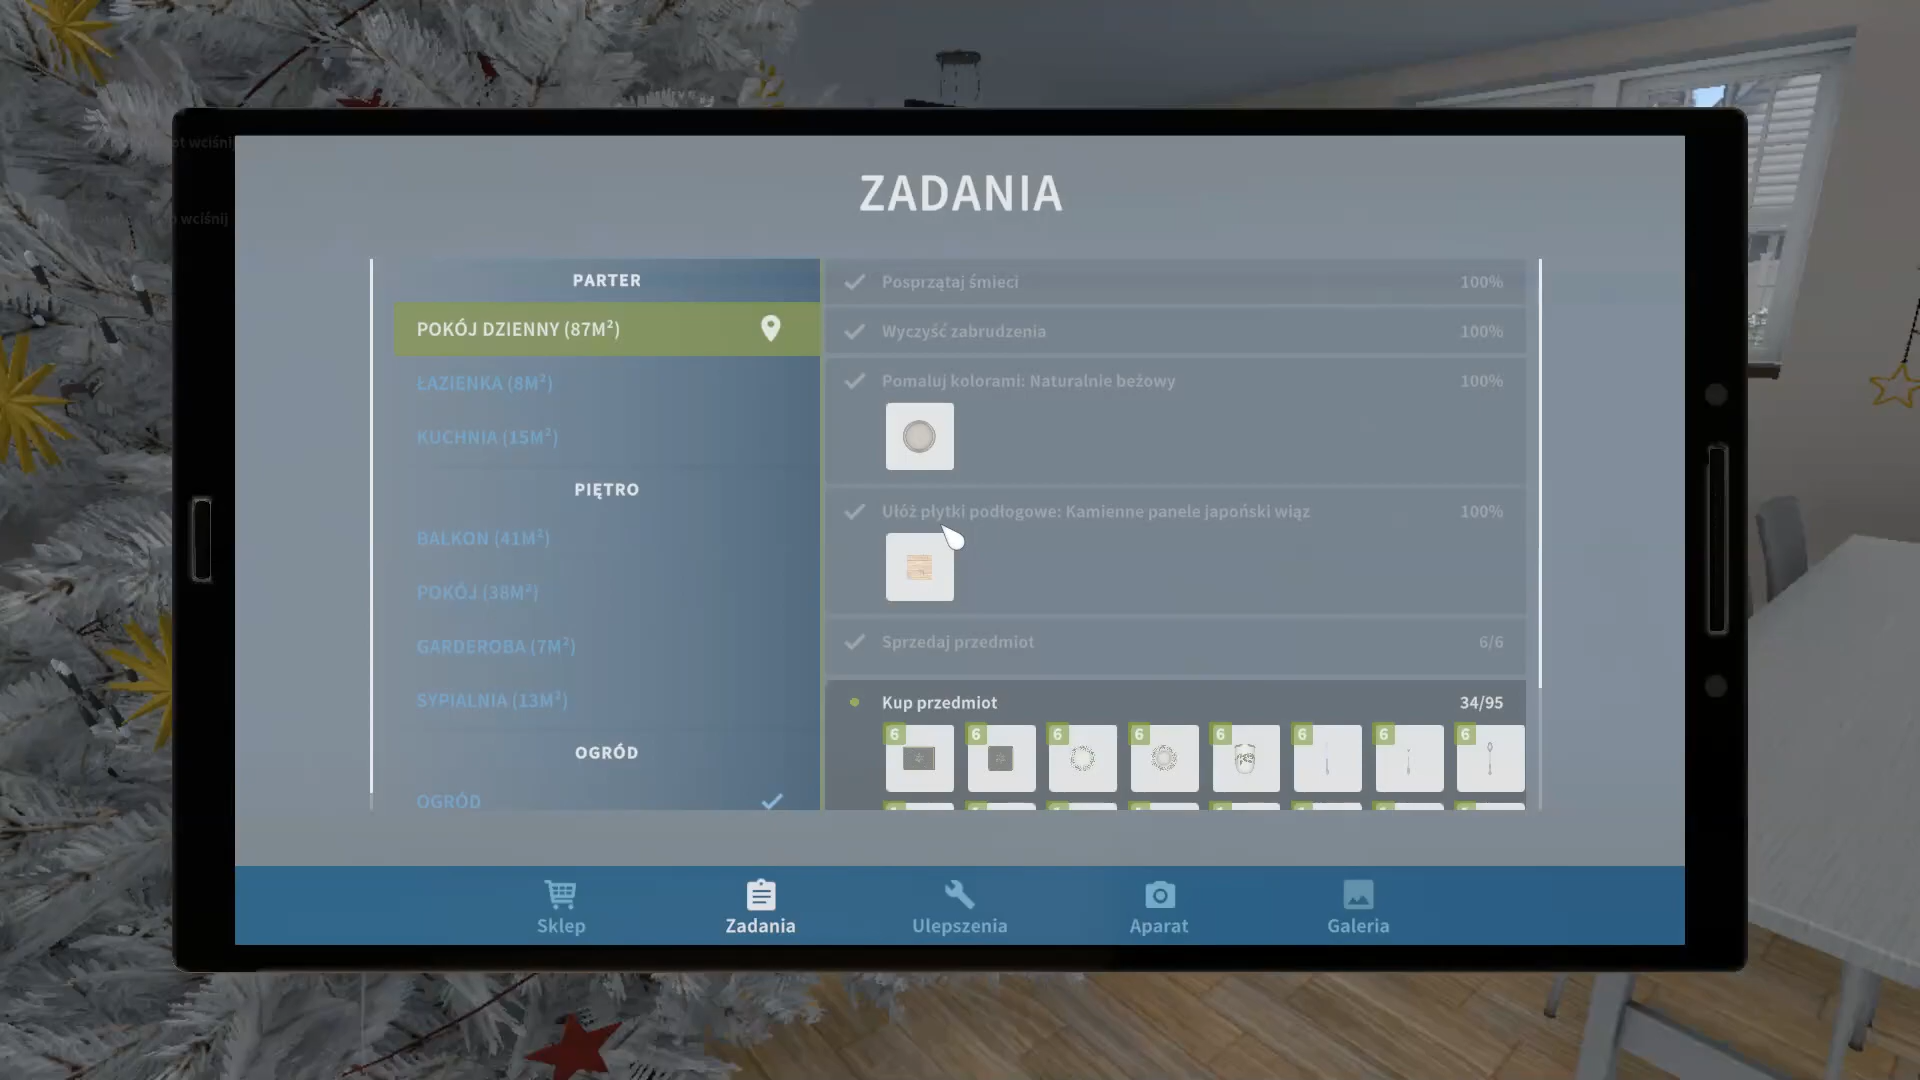 ot wciśnij
wciśnij
ZADANIA
PARTER
POKÓJ DZIENNY (87M²)
ŁAZIENKA (8M²)
KUCHNIA (15M²)
PIĘTRO
BALKON (41M²)
POKÓJ (38M²)
GARDEROBA (7M²)
SYPIALNIA (13M²)
OGRÓD
OGRÓD
Posprzątaj śmieci 100%
Wyczyść zabrudzenia 100%
Pomaluj kolorami: Naturalnie beżowy 100%
Ułóż płytki podłogowe: Kamienne panele japoński wiąz 100%
Sprzedaj przedmiot 6/6
Kup przedmiot 34/95
6 6 6 6 6 6 6 6
Sklep Zadania Ulepszenia Aparat Galeria